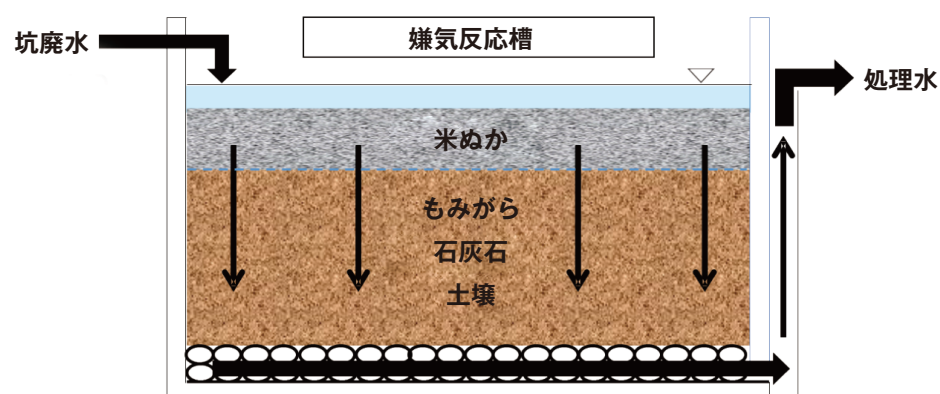 嫌気反応槽
坑廃水
処理水
米ぬか
もみがら
石灰石
土壌